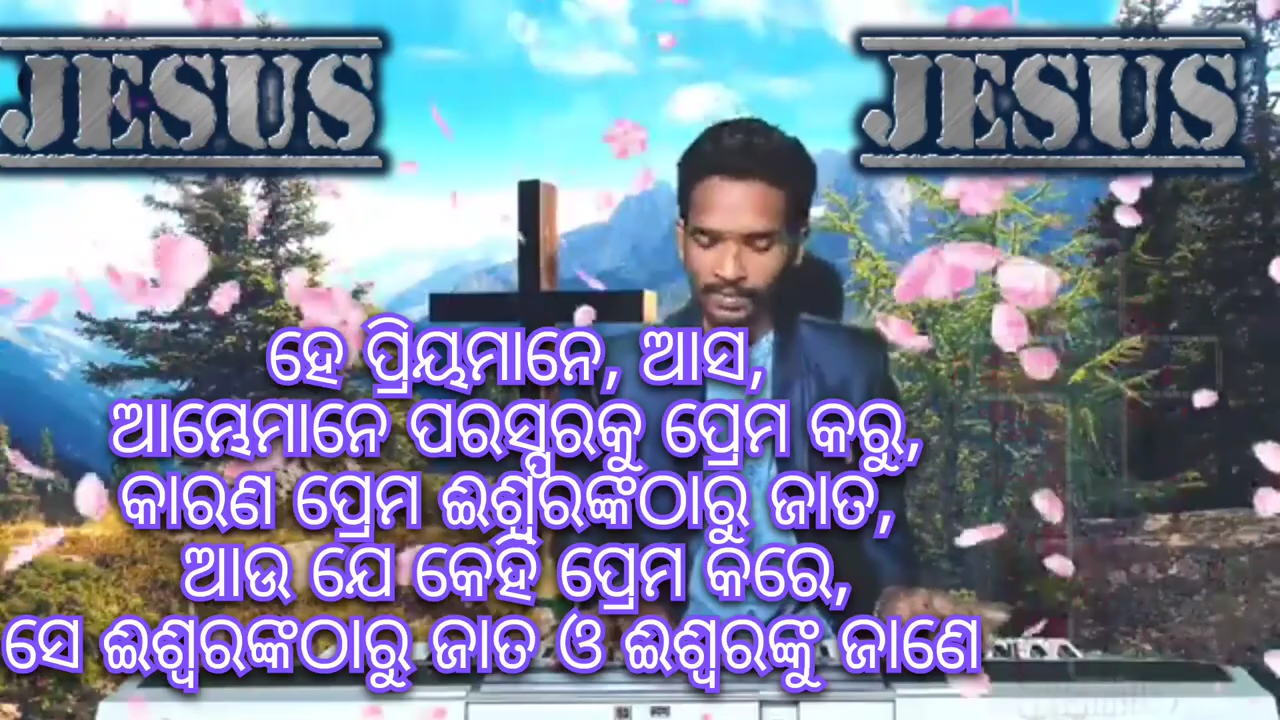 JESUS
JESUS
ହେ ପ୍ରିୟମାନେ, ଆସ,
ଆମ୍ଭେମାନେ ପରସ୍ପରକୁ ପ୍ରେମ କରୁ,
କାରଣ ପ୍ରେମ ଈଶ୍ୱରଙ୍କଠାରୁ ଜାତ,
ଆଉ ଯେ କେହି ପ୍ରେମ କରେ,
ସେ ଈଶ୍ୱରଙ୍କଠାରୁ ଜାତ ଓ ଈଶ୍ୱରଙ୍କୁ ଜାଣେ